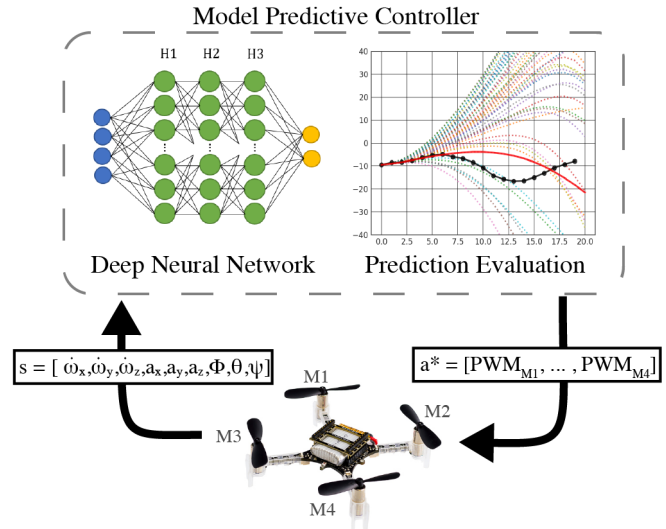 Model Predictive Controller
H1 H2 H3
40
30
20
10
0
−10
−20
−30
−40
0.0 2.5 5.0 7.5 10.0 12.5 15.0 17.5 20.0
Deep Neural Network
Prediction Evaluation
s = [ ω̇x,ω̇y,ω̇z,ax,ay,az,Φ,θ,ψ]
a* = [PWMM1, ... , PWMM4]
M1
M2
M3
M4